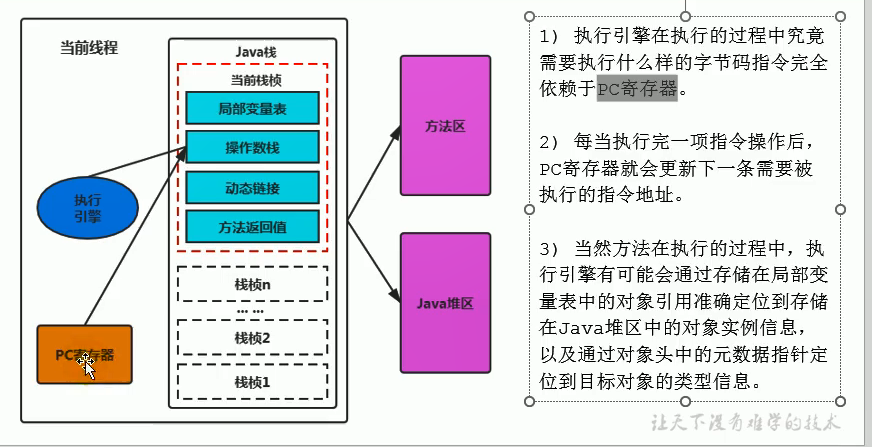 当前线程
Java栈
当前栈桢
局部变量表
操作数栈
动态链接
方法返回值
栈桢n
... ...
栈桢2
栈桢1
执行
引擎
PC寄存器
方法区
Java堆区
1) 执行引擎在执行的过程中究竟
需要执行什么样的字节码指令完全
依赖于PC寄存器。
2) 每当执行完一项指令操作后，
PC寄存器就会更新下一条需要被
执行的指令地址。
3) 当然方法在执行的过程中，执
行引擎有可能会通过存储在局部变
量表中的对象引用准确定位到存储
在Java堆区中的对象实例信息，
以及通过对象头中的元数据指针定
位到目标对象的类型信息。
让天下没有难学的技术